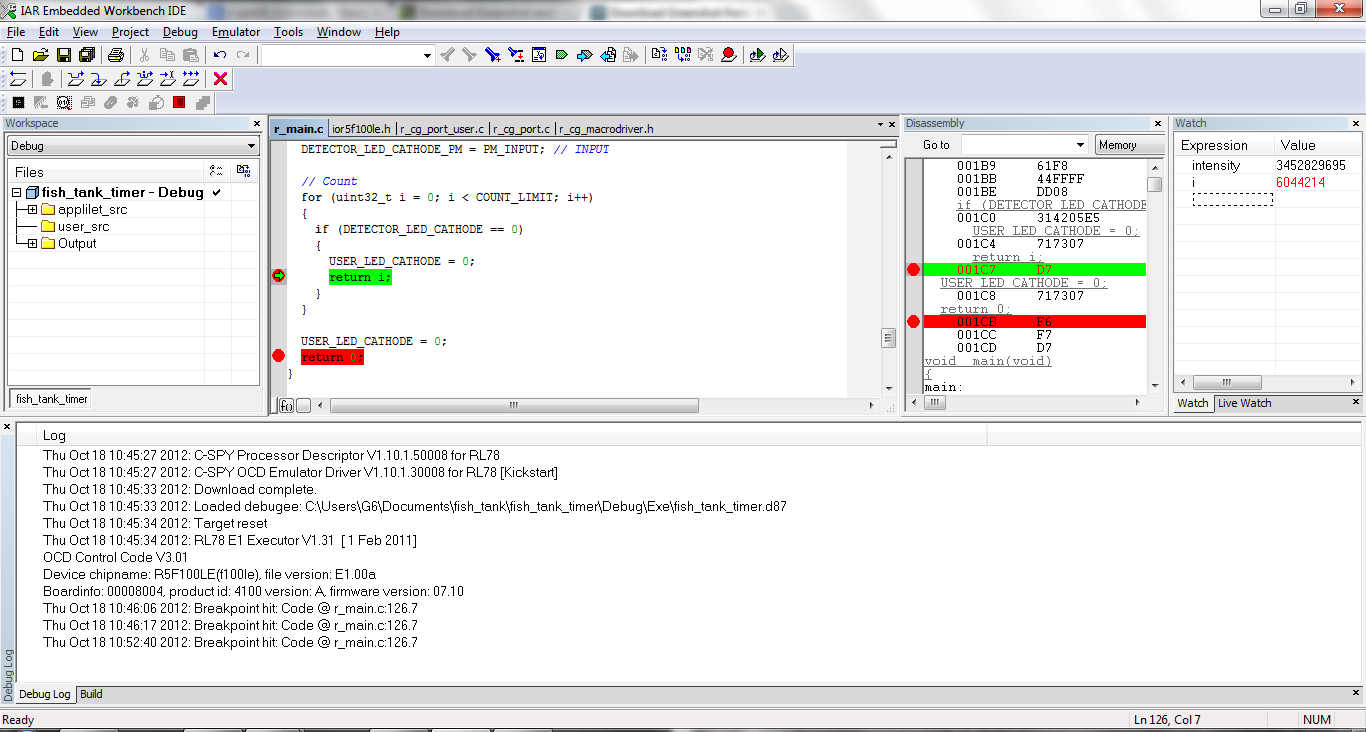 IAR Embedded Workbench IDE
File Edit View Project Debug Emulator Tools Window Help
Workspace
Debug
Files
fish_tank_timer - Debug
applilet_src
user_src
Output
fish_tank_timer
r_main.c ior5f100le.h r_cg_port_user.c r_cg_port.c r_cg_macrodriver.h
DETECTOR_LED_CATHODE_PM = PM_INPUT; // INPUT
// Count
for (uint32_t i = 0; i < COUNT_LIMIT; i++)
{
if (DETECTOR_LED_CATHODE == 0)
{
USER_LED_CATHODE = 0;
return i;
}
}
USER_LED_CATHODE = 0;
return 0;
}
f()
Disassembly
Go to Memory
001B9 61F8
001BB 44FFFF
001BE DD08
if (DETECTOR_LED_CATHODE
001C0 314205E5
USER_LED_CATHODE = 0;
001C4 717307
return i;
001C7 D7
USER_LED_CATHODE = 0;
001C8 717307
return 0;
001CB F6
001CC F7
001CD D7
void main(void)
{
main:
Watch
Expression Value
intensity 3452829695
i 6044214
Watch Live Watch
Log
Thu Oct 18 10:45:27 2012: C-SPY Processor Descriptor V1.10.1.50008 for RL78
Thu Oct 18 10:45:27 2012: C-SPY OCD Emulator Driver V1.10.1.30008 for RL78 [Kickstart]
Thu Oct 18 10:45:33 2012: Download complete.
Thu Oct 18 10:45:33 2012: Loaded debugee: C:\Users\G6\Documents\fish_tank\fish_tank_timer\Debug\Exe\fish_tank_timer.d87
Thu Oct 18 10:45:34 2012: Target reset
Thu Oct 18 10:45:34 2012: RL78 E1 Executor V1.31 [ 1 Feb 2011]
OCD Control Code V3.01
Device chipname: R5F100LE(f100le), file version: E1.00a
Boardinfo: 00008004, product id: 4100 version: A, firmware version: 07.10
Thu Oct 18 10:46:06 2012: Breakpoint hit: Code @ r_main.c:126.7
Thu Oct 18 10:46:17 2012: Breakpoint hit: Code @ r_main.c:126.7
Thu Oct 18 10:52:40 2012: Breakpoint hit: Code @ r_main.c:126.7
Debug Log
Debug Log Build
Ready
Ln 126, Col 7
NUM